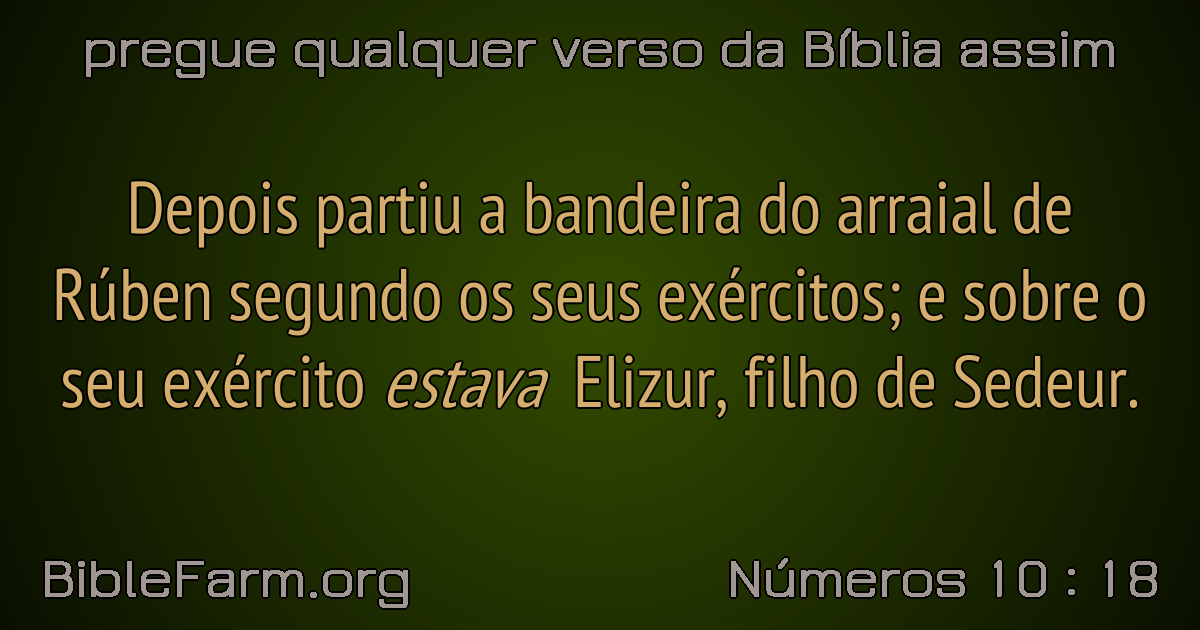 pregue qualquer verso da Bíblia assim
Depois partiu a bandeira do arraial de
Rúben segundo os seus exércitos; e sobre o
seu exército estava Elizur, filho de Sedeur.
BibleFarm.org
Números 10 : 18